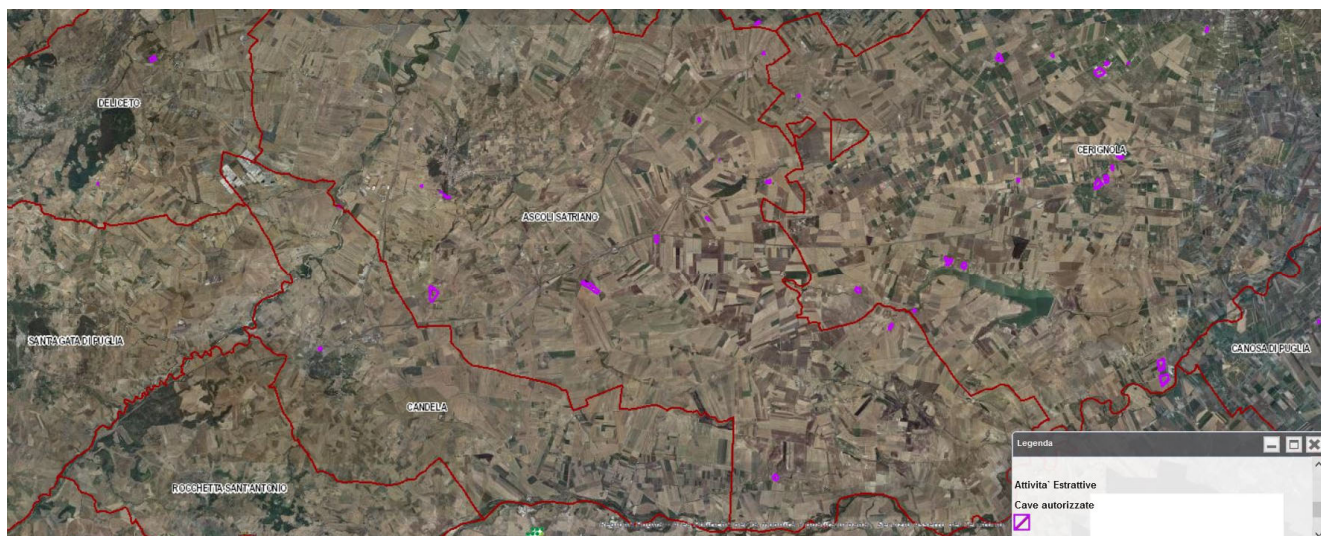 DELICETO
CERIGNOLA
ASCOLI SATRIANO
SANT'AGATA DI PUGLIA
CANOSA DI PUGLIA
CANDELA
ROCCHETTA SANT'ANTONIO
Legenda
Attivita` Estrattive
Cave autorizzate